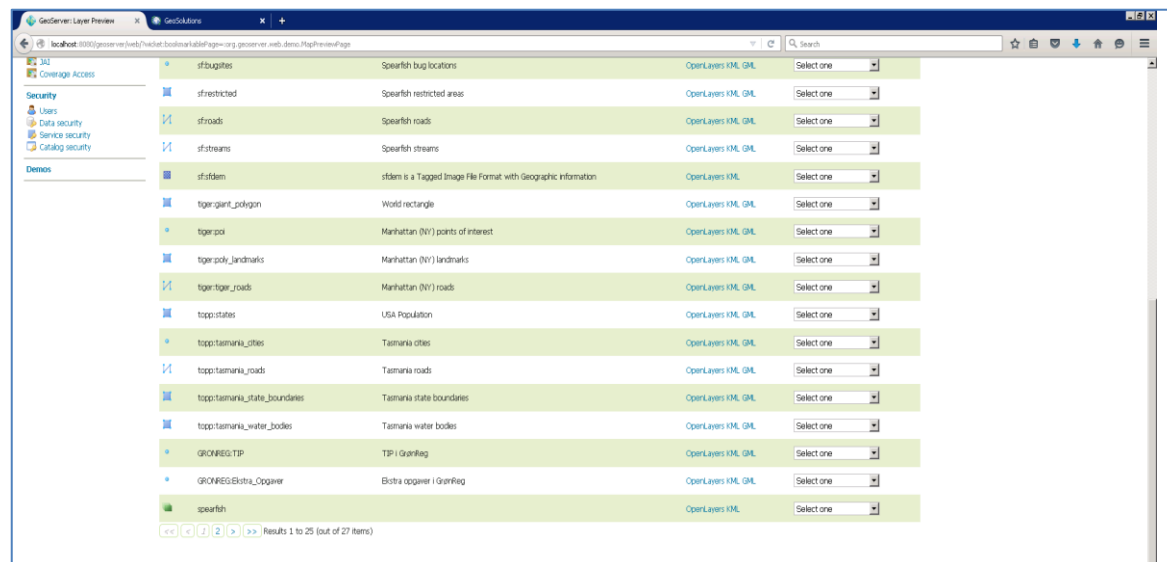 GeoServer: Layer Preview × GeoSolutions × +
localhost:8080/geoserver/web/?wicket:bookmarkablePage=:org.geoserver.web.demo.MapPreviewPage Search
JAI
Coverage Access
Security
Users
Data security
Service security
Catalog security
Demos
sf:bugsites Spearfish bug locations OpenLayers KML GML Select one
sf:restricted Spearfish restricted areas OpenLayers KML GML Select one
sf:roads Spearfish roads OpenLayers KML GML Select one
sf:streams Spearfish streams OpenLayers KML GML Select one
sf:sfdem sfdem is a Tagged Image File Format with Geographic information OpenLayers KML Select one
tiger:giant_polygon World rectangle OpenLayers KML GML Select one
tiger:poi Manhattan (NY) points of interest OpenLayers KML GML Select one
tiger:poly_landmarks Manhattan (NY) landmarks OpenLayers KML GML Select one
tiger:tiger_roads Manhattan (NY) roads OpenLayers KML GML Select one
topp:states USA Population OpenLayers KML GML Select one
topp:tasmania_cities Tasmania cities OpenLayers KML GML Select one
topp:tasmania_roads Tasmania roads OpenLayers KML GML Select one
topp:tasmania_state_boundaries Tasmania state boundaries OpenLayers KML GML Select one
topp:tasmania_water_bodies Tasmania water bodies OpenLayers KML GML Select one
GRONREG:TIP TIP i GrønReg OpenLayers KML GML Select one
GRONREG:Ekstra_Opgaver Ekstra opgaver i GrønReg OpenLayers KML GML Select one
spearfish OpenLayers KML Select one
<< < 1 2 > >> Results 1 to 25 (out of 27 items)